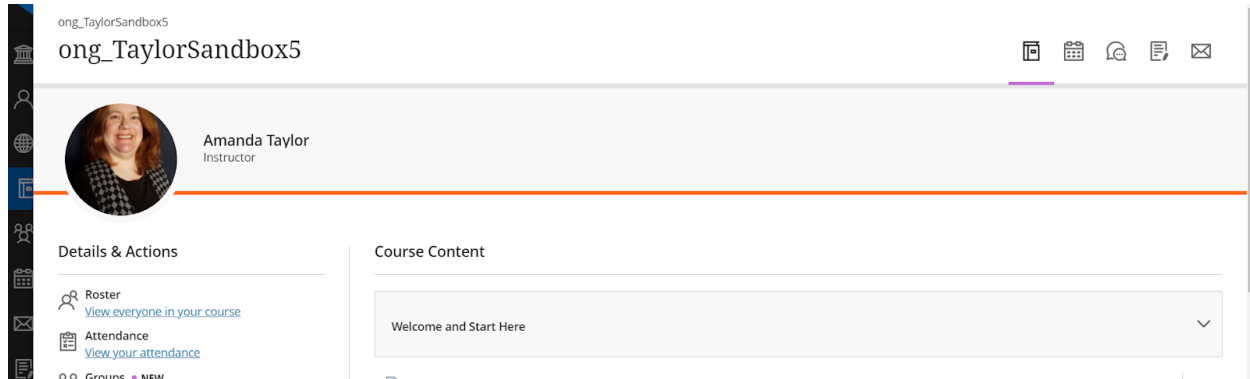 ong_TaylorSandbox5
ong_TaylorSandbox5
Amanda Taylor
Instructor
Details & Actions
Roster
View everyone in your course
Attendance
View your attendance
Groups • NEW
Course Content
Welcome and Start Here